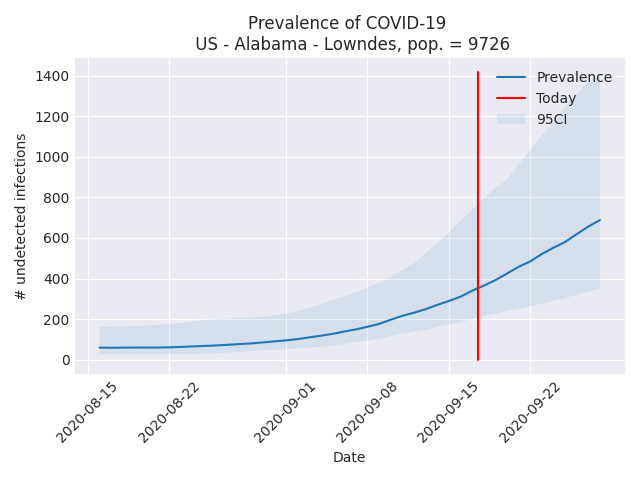 Prevalence of COVID-19
US - Alabama - Lowndes, pop. = 9726
Prevalence
Today
95CI
# undetected infections
1400
1200
1000
800
600
400
200
0
2020-08-15
2020-08-22
2020-09-01
2020-09-08
2020-09-15
2020-09-22
Date